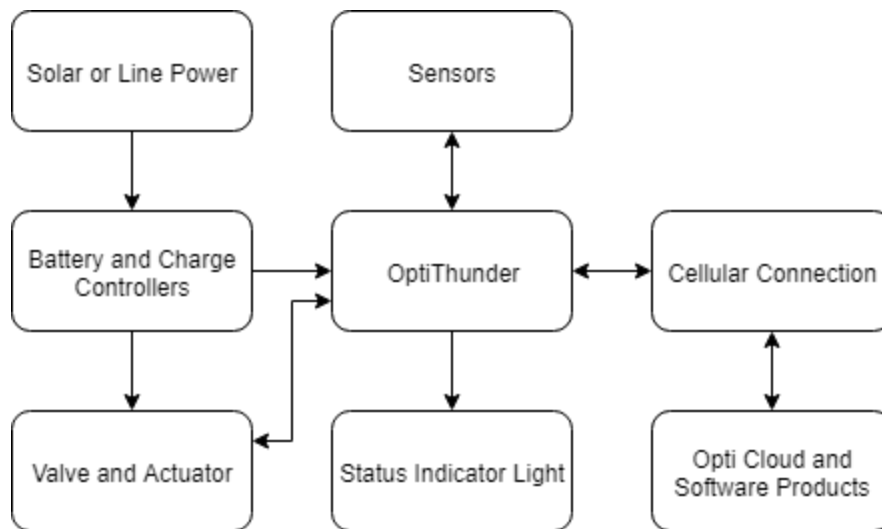 Solar or Line Power
Sensors
Battery and Charge
Controllers
OptiThunder
Cellular Connection
Valve and Actuator
Status Indicator Light
Opti Cloud and
Software Products